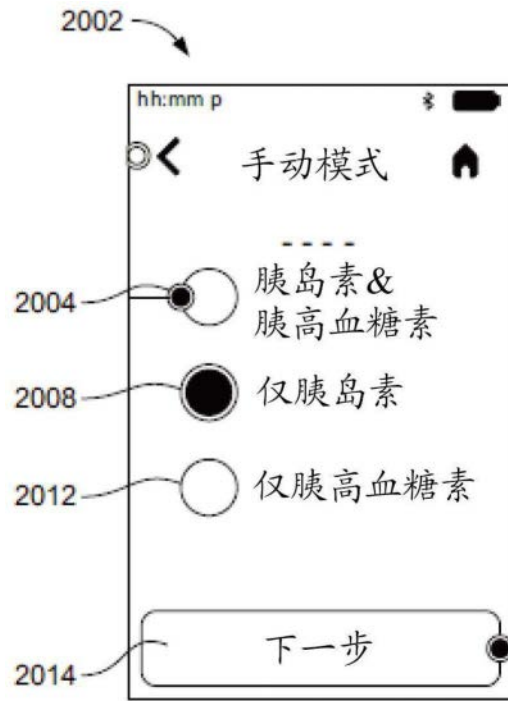 2002
hh:mm p
手动模式
----
2004
胰岛素&
胰高血糖素
2008
仅胰岛素
2012
仅胰高血糖素
2014
下一步